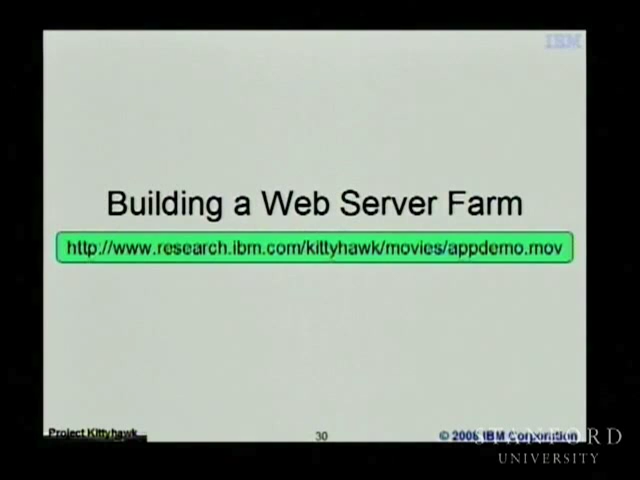 IBM
Building a Web Server Farm
http://www.research.ibm.com/kittyhawk/movies/appdemo.mov
Project Kittyhawk
30
© 2008 IBM Corporation
STANFORD
UNIVERSITY